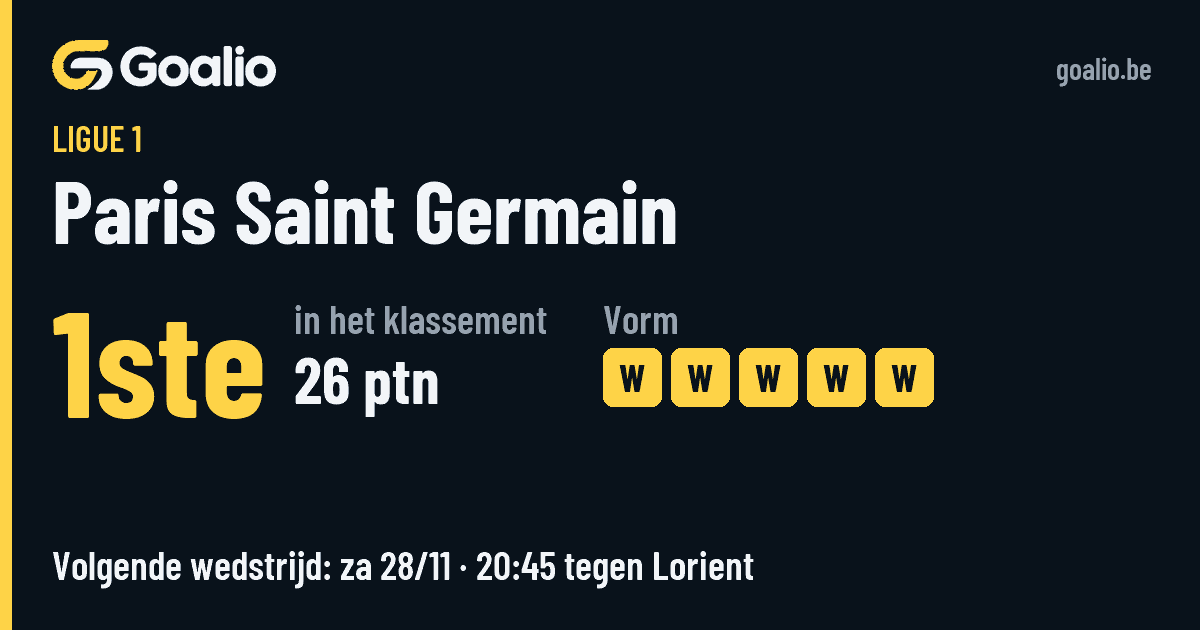 Goalio
goalio.be
LIGUE 1
Paris Saint Germain
1ste
in het klassement
26 ptn
Vorm
W W W W W
Volgende wedstrijd: za 28/11 · 20:45 tegen Lorient